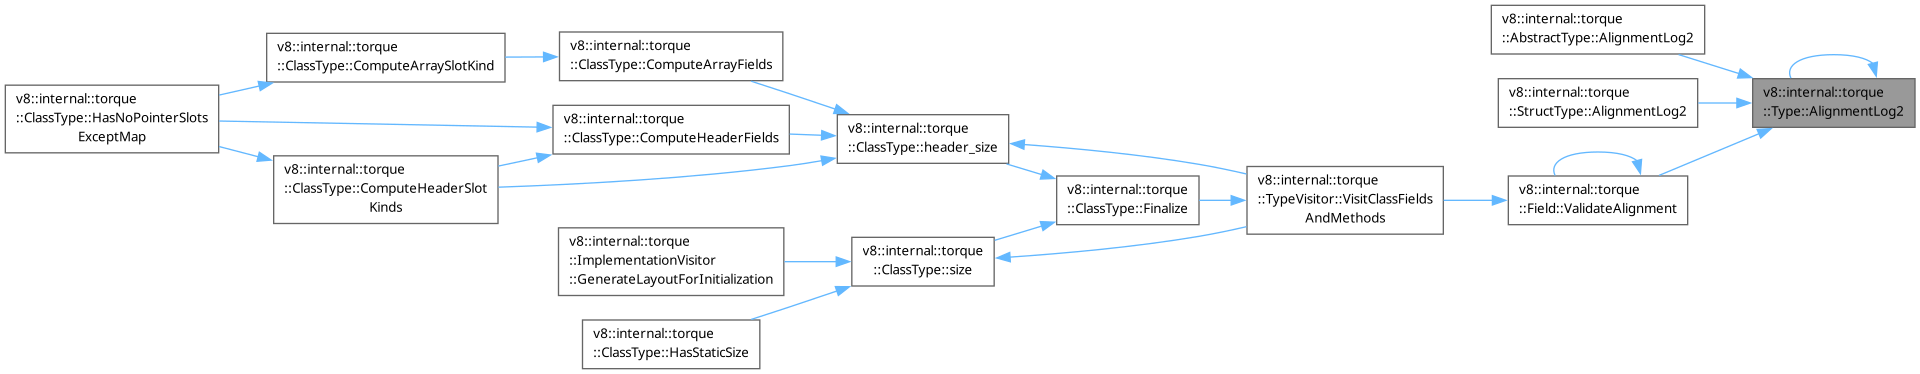 v8::internal::torque
::AbstractType::AlignmentLog2
v8::internal::torque
::ClassType::ComputeArraySlotKind
v8::internal::torque
::ClassType::ComputeArrayFields
v8::internal::torque
::StructType::AlignmentLog2
v8::internal::torque
::Type::AlignmentLog2
v8::internal::torque
::ClassType::HasNoPointerSlots
ExceptMap
v8::internal::torque
::ClassType::ComputeHeaderFields
v8::internal::torque
::ClassType::header_size
v8::internal::torque
::ClassType::ComputeHeaderSlot
Kinds
v8::internal::torque
::ClassType::Finalize
v8::internal::torque
::TypeVisitor::VisitClassFields
AndMethods
v8::internal::torque
::Field::ValidateAlignment
v8::internal::torque
::ImplementationVisitor
::GenerateLayoutForInitialization
v8::internal::torque
::ClassType::size
v8::internal::torque
::ClassType::HasStaticSize